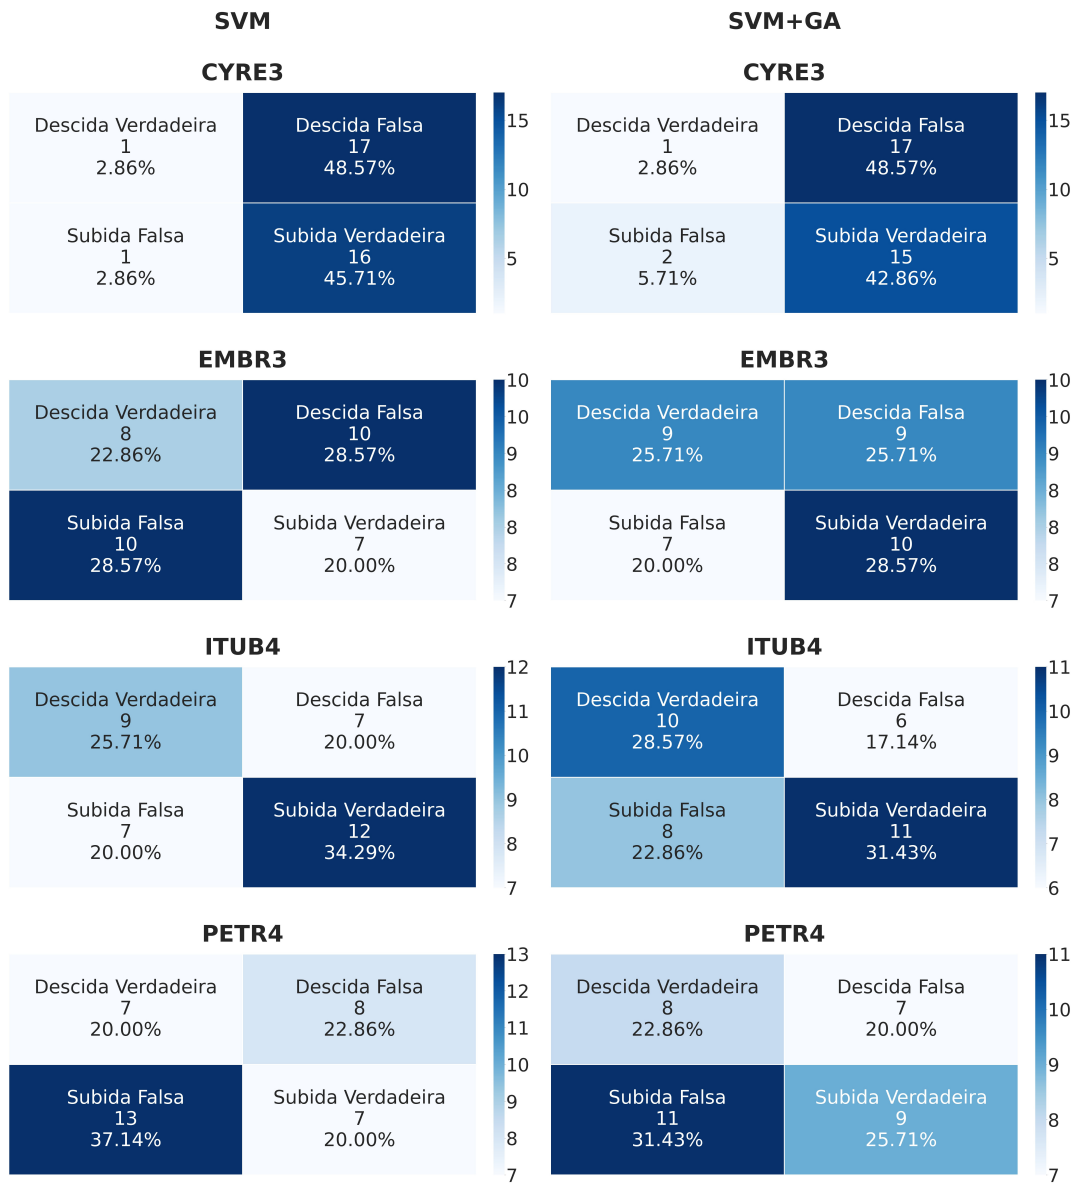 SVM
SVM+GA
CYRE3
Descida Verdadeira
1
2.86%
Descida Falsa
17
48.57%
Subida Falsa
1
2.86%
Subida Verdadeira
16
45.71%
15
10
5
CYRE3
Descida Verdadeira
1
2.86%
Descida Falsa
17
48.57%
Subida Falsa
2
5.71%
Subida Verdadeira
15
42.86%
15
10
5
EMBR3
Descida Verdadeira
8
22.86%
Descida Falsa
10
28.57%
Subida Falsa
10
28.57%
Subida Verdadeira
7
20.00%
10
10
9
8
8
8
7
EMBR3
Descida Verdadeira
9
25.71%
Descida Falsa
9
25.71%
Subida Falsa
7
20.00%
Subida Verdadeira
10
28.57%
10
10
9
8
8
8
7
ITUB4
Descida Verdadeira
9
25.71%
Descida Falsa
7
20.00%
Subida Falsa
7
20.00%
Subida Verdadeira
12
34.29%
12
11
10
9
8
7
ITUB4
Descida Verdadeira
10
28.57%
Descida Falsa
6
17.14%
Subida Falsa
8
22.86%
Subida Verdadeira
11
31.43%
11
10
9
8
7
6
PETR4
Descida Verdadeira
7
20.00%
Descida Falsa
8
22.86%
Subida Falsa
13
37.14%
Subida Verdadeira
7
20.00%
13
12
11
10
9
8
7
PETR4
Descida Verdadeira
8
22.86%
Descida Falsa
7
20.00%
Subida Falsa
11
31.43%
Subida Verdadeira
9
25.71%
11
10
9
8
7